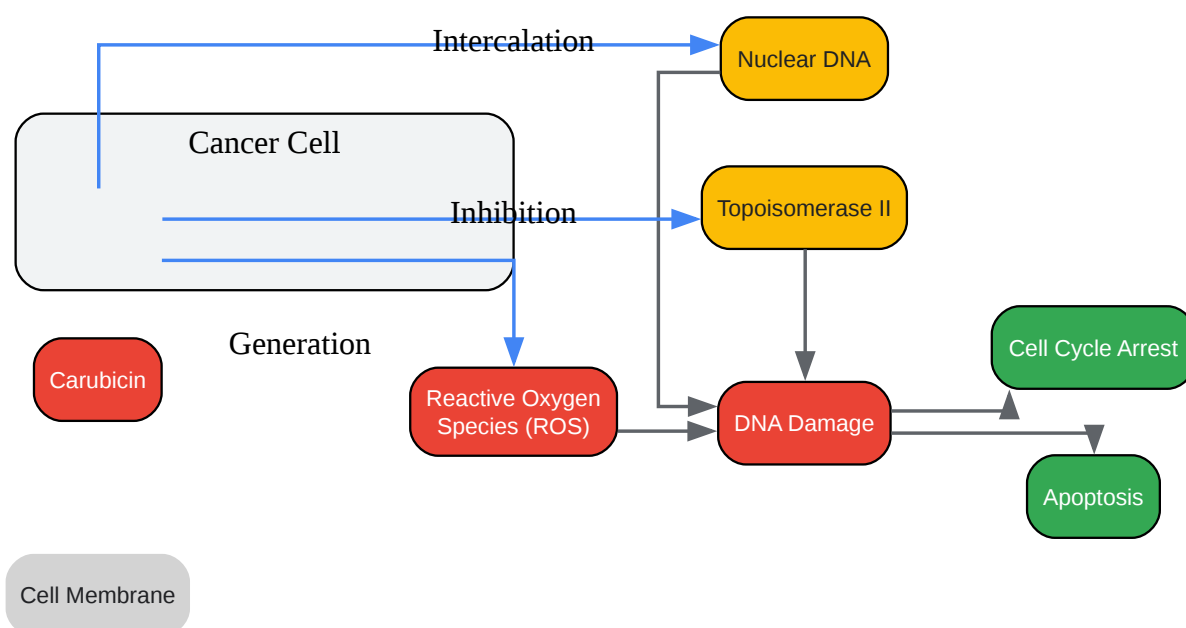 Intercalation
Nuclear DNA
Cancer Cell
Inhibition
Topoisomerase II
Generation
Carubicin
Reactive Oxygen
Species (ROS)
DNA Damage
Cell Cycle Arrest
Apoptosis
Cell Membrane